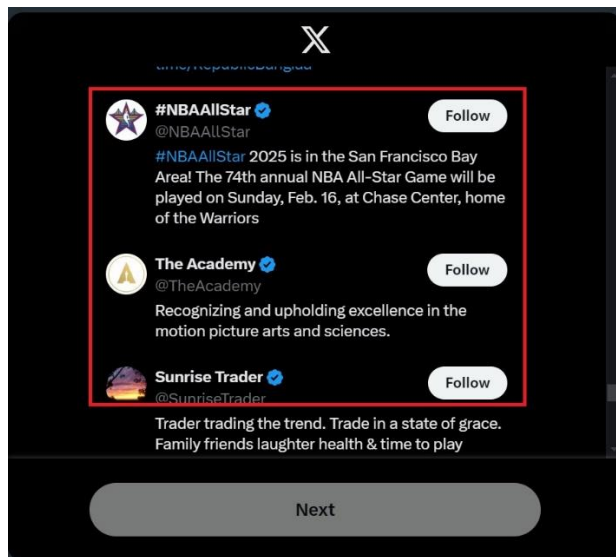 #NBAAllStar
Follow
@NBAAllStar
#NBAAllStar 2025 is in the San Francisco Bay
Area! The 74th annual NBA All-Star Game will be
played on Sunday, Feb. 16, at Chase Center, home
of the Warriors
The Academy
Follow
@TheAcademy
Recognizing and upholding excellence in the
motion picture arts and sciences.
Sunrise Trader
Follow
@SunriseTrader
Trader trading the trend. Trade in a state of grace.
Family friends laughter health & time to play
Next